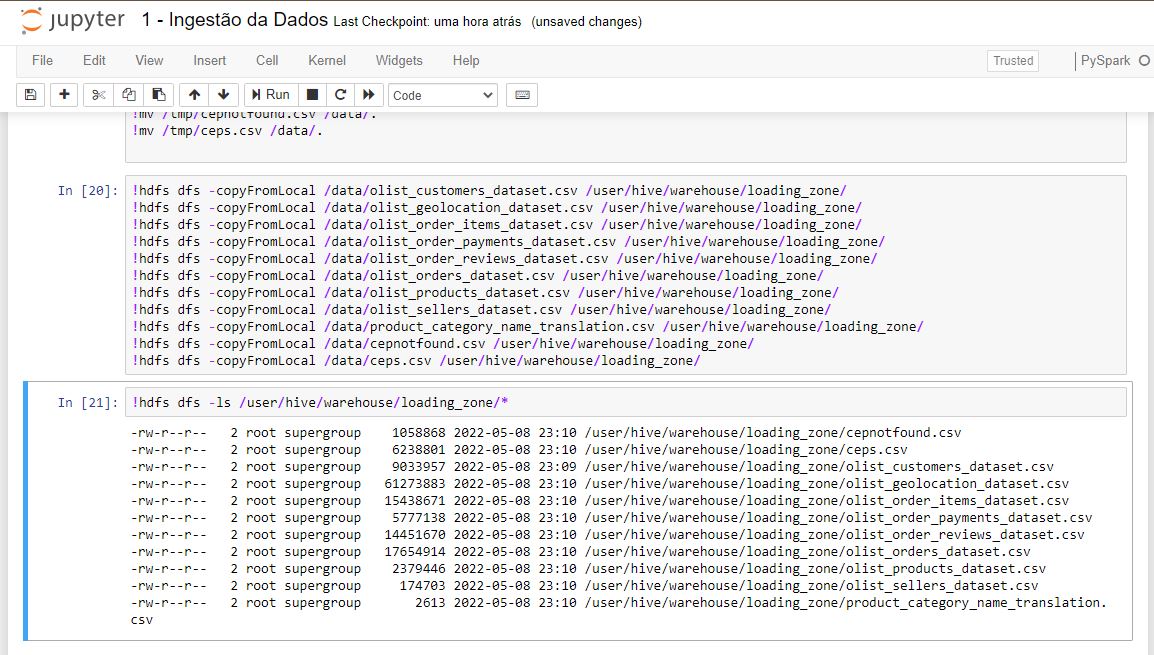 jupyter 1 - Ingestão da Dados Last Checkpoint: uma hora atrás (unsaved changes)
File Edit View Insert Cell Kernel Widgets Help Trusted PySpark
Run Code
!mv /tmp/cepnotfound.csv /data/.
!mv /tmp/ceps.csv /data/.
In [20]: !hdfs dfs -copyFromLocal /data/olist_customers_dataset.csv /user/hive/warehouse/loading_zone/
!hdfs dfs -copyFromLocal /data/olist_geolocation_dataset.csv /user/hive/warehouse/loading_zone/
!hdfs dfs -copyFromLocal /data/olist_order_items_dataset.csv /user/hive/warehouse/loading_zone/
!hdfs dfs -copyFromLocal /data/olist_order_payments_dataset.csv /user/hive/warehouse/loading_zone/
!hdfs dfs -copyFromLocal /data/olist_order_reviews_dataset.csv /user/hive/warehouse/loading_zone/
!hdfs dfs -copyFromLocal /data/olist_orders_dataset.csv /user/hive/warehouse/loading_zone/
!hdfs dfs -copyFromLocal /data/olist_products_dataset.csv /user/hive/warehouse/loading_zone/
!hdfs dfs -copyFromLocal /data/olist_sellers_dataset.csv /user/hive/warehouse/loading_zone/
!hdfs dfs -copyFromLocal /data/product_category_name_translation.csv /user/hive/warehouse/loading_zone/
!hdfs dfs -copyFromLocal /data/cepnotfound.csv /user/hive/warehouse/loading_zone/
!hdfs dfs -copyFromLocal /data/ceps.csv /user/hive/warehouse/loading_zone/
In [21]: !hdfs dfs -ls /user/hive/warehouse/loading_zone/*
-rw-r--r-- 2 root supergroup 1058868 2022-05-08 23:10 /user/hive/warehouse/loading_zone/cepnotfound.csv
-rw-r--r-- 2 root supergroup 6238801 2022-05-08 23:10 /user/hive/warehouse/loading_zone/ceps.csv
-rw-r--r-- 2 root supergroup 9033957 2022-05-08 23:09 /user/hive/warehouse/loading_zone/olist_customers_dataset.csv
-rw-r--r-- 2 root supergroup 61273883 2022-05-08 23:10 /user/hive/warehouse/loading_zone/olist_geolocation_dataset.csv
-rw-r--r-- 2 root supergroup 15438671 2022-05-08 23:10 /user/hive/warehouse/loading_zone/olist_order_items_dataset.csv
-rw-r--r-- 2 root supergroup 5777138 2022-05-08 23:10 /user/hive/warehouse/loading_zone/olist_order_payments_dataset.csv
-rw-r--r-- 2 root supergroup 14451670 2022-05-08 23:10 /user/hive/warehouse/loading_zone/olist_order_reviews_dataset.csv
-rw-r--r-- 2 root supergroup 17654914 2022-05-08 23:10 /user/hive/warehouse/loading_zone/olist_orders_dataset.csv
-rw-r--r-- 2 root supergroup 2379446 2022-05-08 23:10 /user/hive/warehouse/loading_zone/olist_products_dataset.csv
-rw-r--r-- 2 root supergroup 174703 2022-05-08 23:10 /user/hive/warehouse/loading_zone/olist_sellers_dataset.csv
-rw-r--r-- 2 root supergroup 2613 2022-05-08 23:10 /user/hive/warehouse/loading_zone/product_category_name_translation.
csv